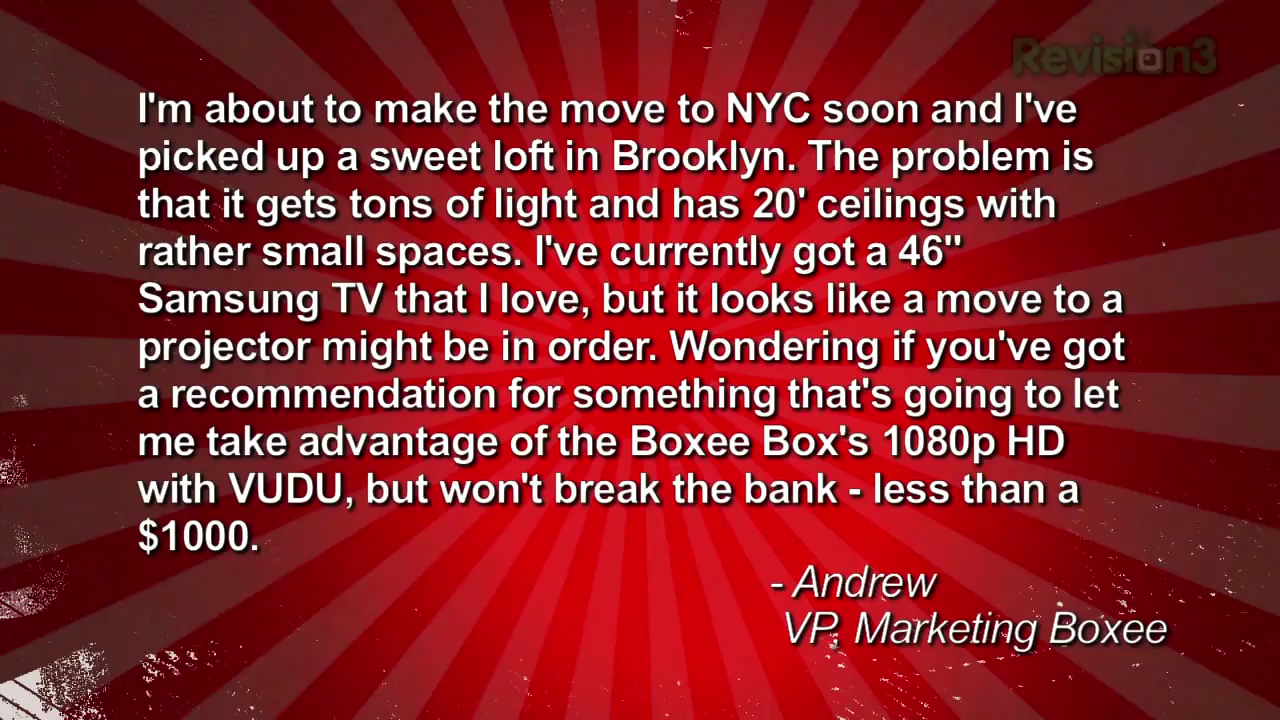 Revision3
I'm about to make the move to NYC soon and I've
picked up a sweet loft in Brooklyn. The problem is
that it gets tons of light and has 20' ceilings with
rather small spaces. I've currently got a 46"
Samsung TV that I love, but it looks like a move to a
projector might be in order. Wondering if you've got
a recommendation for something that's going to let
me take advantage of the Boxee Box's 1080p HD
with VUDU, but won't break the bank - less than a
$1000.
- Andrew
VP, Marketing Boxee